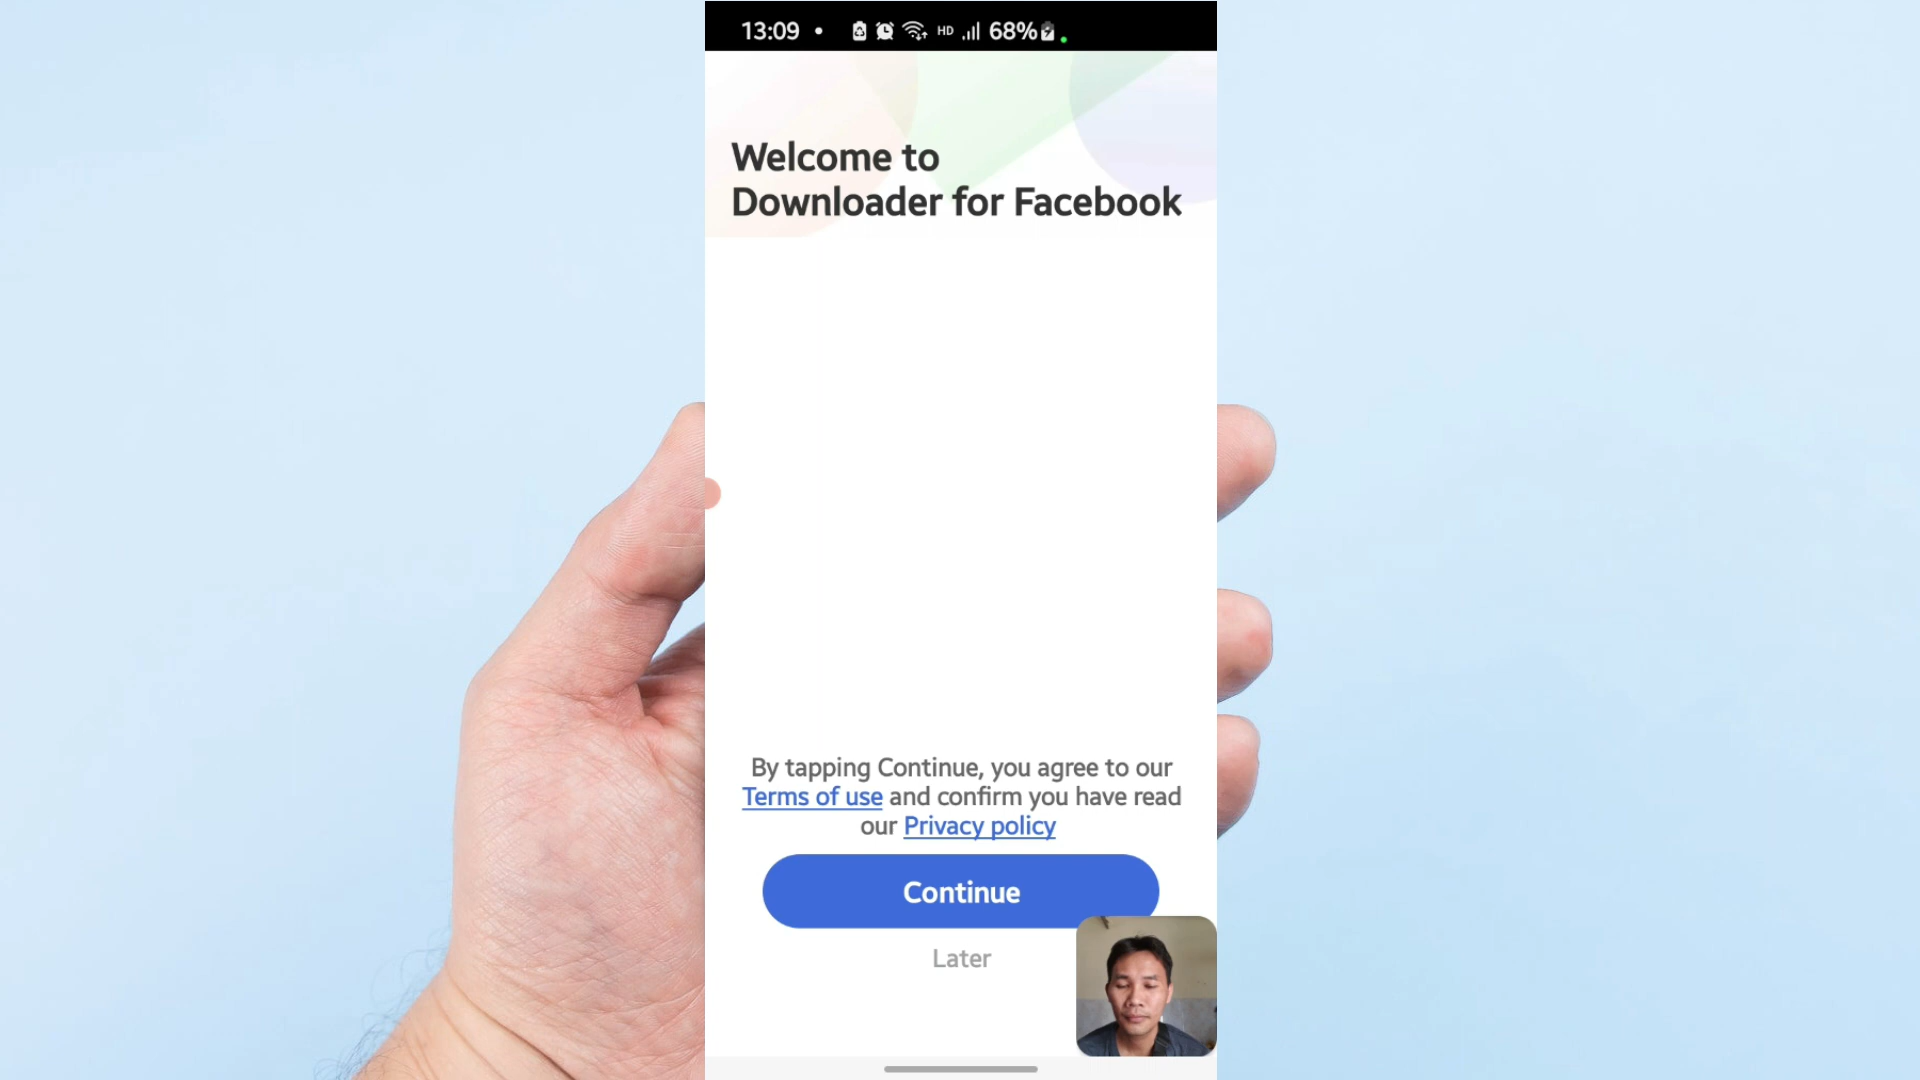 13:09 HD 68%
Welcome to
Downloader for Facebook
By tapping Continue, you agree to our
Terms of use and confirm you have read
our Privacy policy
Continue
Later